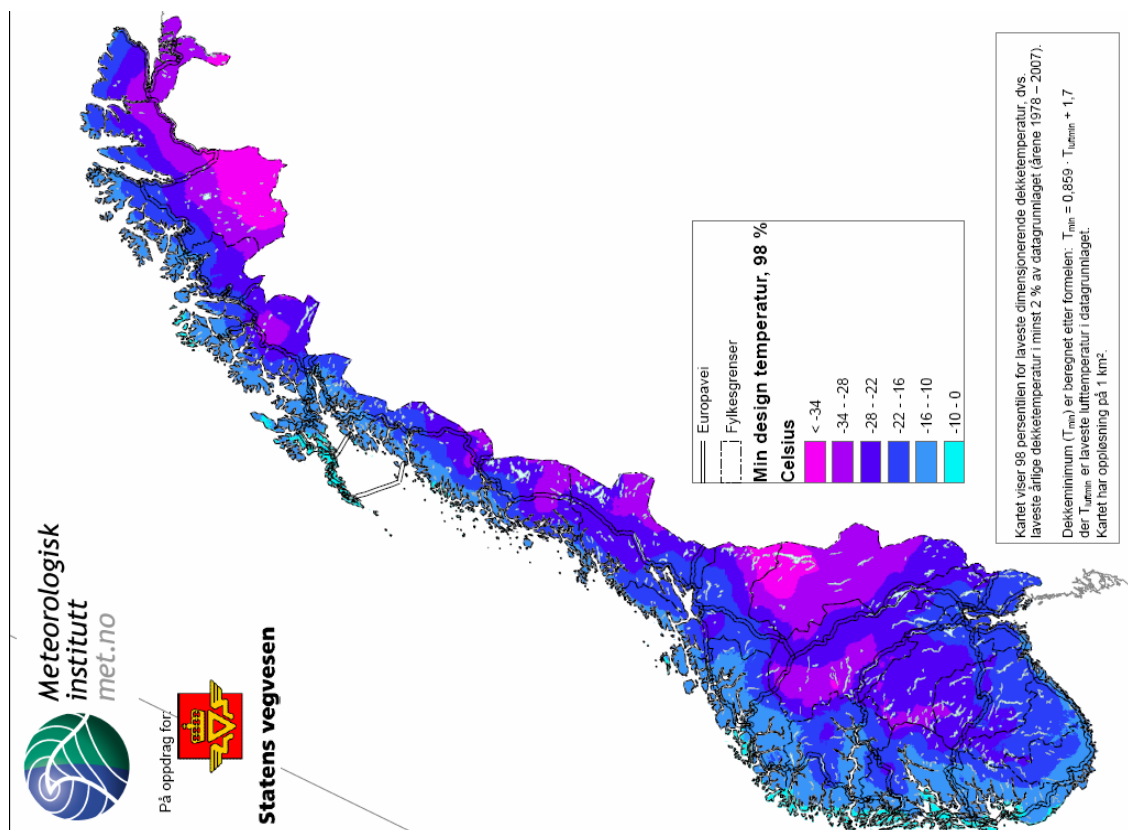 Meteorologisk
institutt
met.no
På oppdrag for:
Statens vegvesen
Europavei
Fylkesgrenser
Min design temperatur, 98 %
Celsius
< -34
-34 - -28
-28 - -22
-22 - -16
-16 - -10
-10 - 0
Kartet viser 98 persentilen for laveste dimensjonerende dekketemperatur, dvs.
laveste årlige dekketemperatur i minst 2 % av datagrunnlaget (årene 1978 – 2007).
Dekkeminimum (Tmin) er beregnet etter formelen: Tmin = 0,859 · Tluftmin + 1,7
der Tluftmin er laveste lufttemperatur i datagrunnlaget.
Kartet har oppløsning på 1 km².